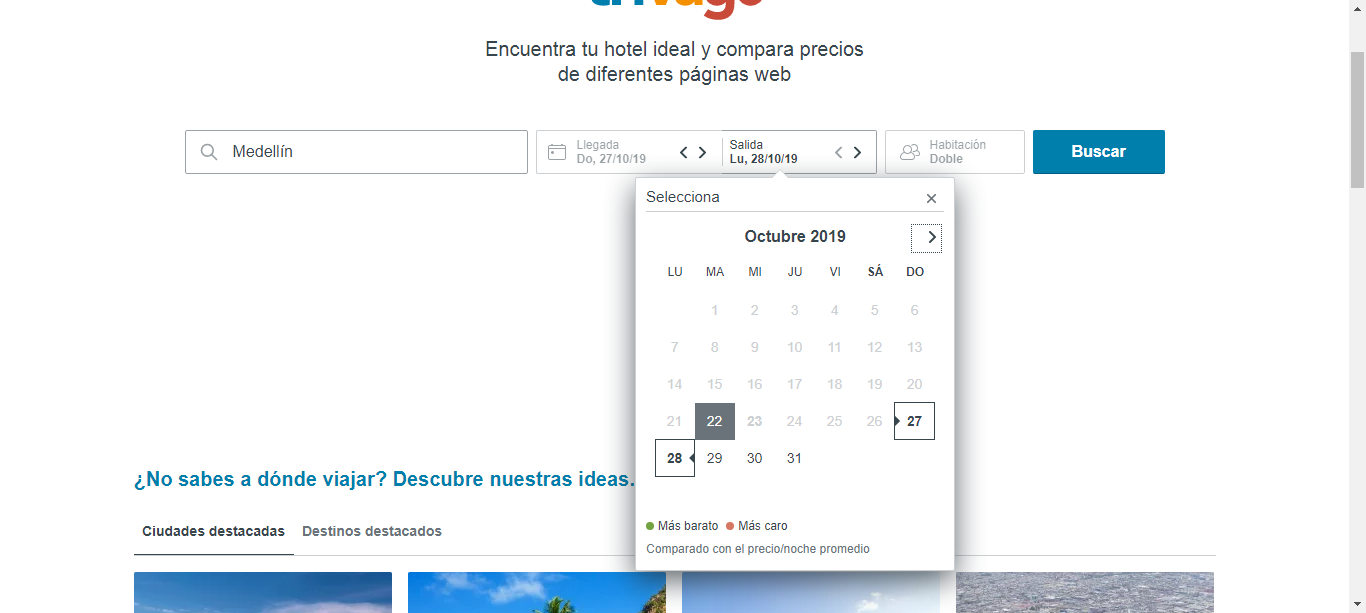 trivago
Encuentra tu hotel ideal y compara precios
de diferentes páginas web
Medellín
Llegada
Do, 27/10/19
Salida
Lu, 28/10/19
Habitación
Doble
Buscar
Selecciona
Octubre 2019
LU MA MI JU VI SÁ DO
1 2 3 4 5 6
7 8 9 10 11 12 13
14 15 16 17 18 19 20
21 22 23 24 25 26 27
28 29 30 31
Más barato Más caro
Comparado con el precio/noche promedio
¿No sabes a dónde viajar? Descubre nuestras ideas.
Ciudades destacadas Destinos destacados